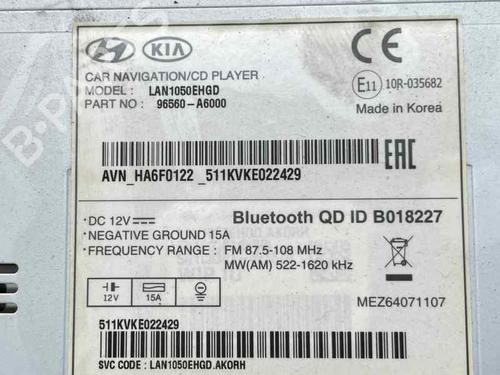 HYUNDAI KIA
CAR NAVIGATION/CD PLAYER
MODEL : LAN1050EHGD
PART NO : 96560-A6000
CE
E11 10R-035682
Made in Korea
AVN_HA6F0122_511KVKE022429
EAC
DC 12V
NEGATIVE GROUND 15A
FREQUENCY RANGE : FM 87.5-108 MHz
MW(AM) 522-1620 kHz
Bluetooth QD ID B018227
12V 15A
MEZ64071107
511KVKE022429
SVC CODE : LAN1050EHGD.AKORH
B-PARTS